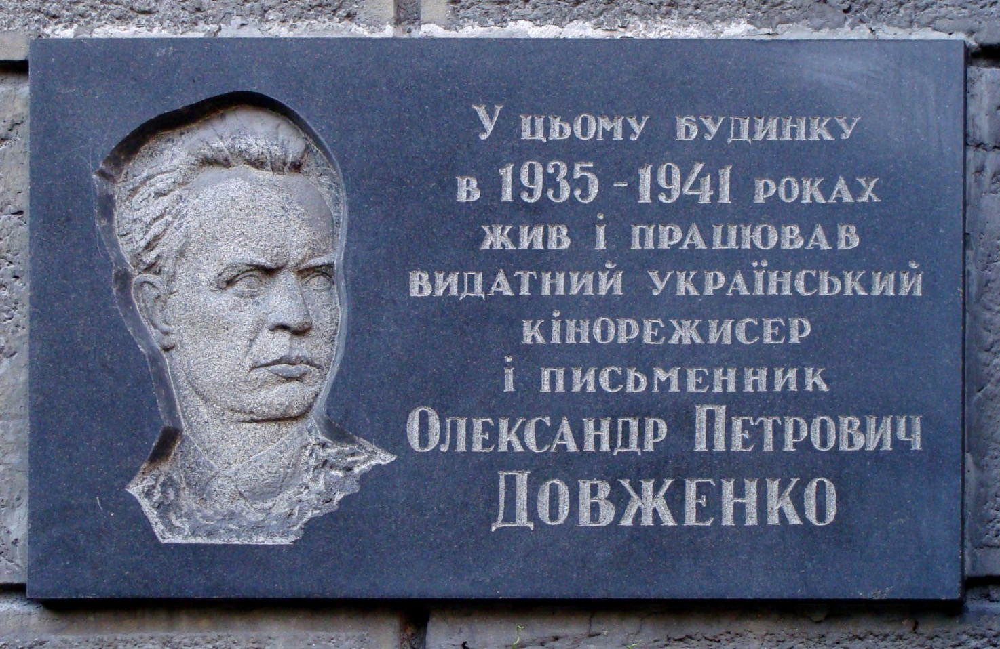 У ЦЬОМУ БУДИНКУ
В 1935-1941 РОКАХ
ЖИВ І ПРАЦЮВАВ
ВИДАТНИЙ УКРАЇНСЬКИЙ
КІНОРЕЖИСЕР
І ПИСЬМЕННИК
ОЛЕКСАНДР ПЕТРОВИЧ
ДОВЖЕНКО